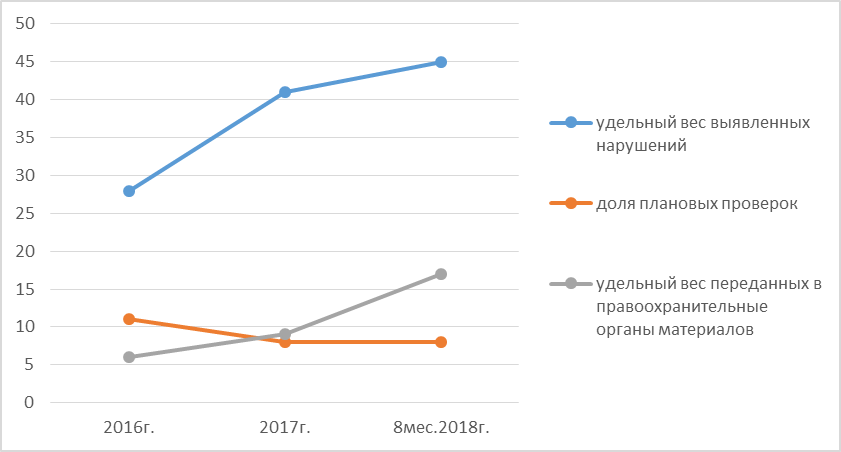 50
45
40
35
30
25
20
15
10
5
0
2016г.
2017г.
8мес.2018г.
удельный вес выявленных
нарушений
доля плановых проверок
удельный вес переданных в
правоохранительные
органы материалов